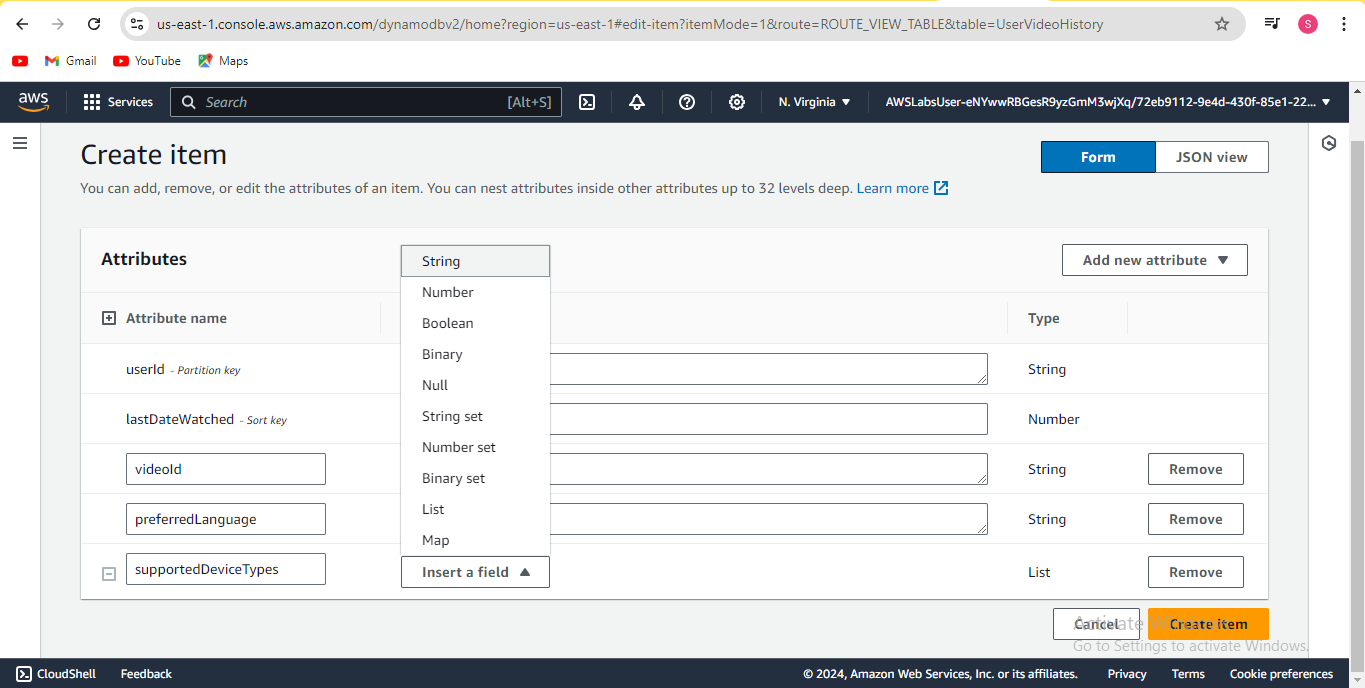 us-east-1.console.aws.amazon.com/dynamodbv2/home?region=us-east-1#edit-item?itemMode=1&route=ROUTE_VIEW_TABLE&table=UserVideoHistory
S
Gmail YouTube Maps
aws Services Search [Alt+S] N. Virginia AWSLabsUser-eNYwwRBGesR9yzGmM3wjXq/72eb9112-9e4d-430f-85e1-22...
Create item
Form JSON view
You can add, remove, or edit the attributes of an item. You can nest attributes inside other attributes up to 32 levels deep. Learn more
Attributes
Add new attribute
String
Number
Boolean
Binary
Null
String set
Number set
Binary set
List
Map
Insert a field
Attribute name Type
userId - Partition key String
lastDateWatched - Sort key Number
videoId String Remove
preferredLanguage String Remove
supportedDeviceTypes List Remove
Cancel Create item
Activate Windows
Go to Settings to activate Windows.
CloudShell Feedback © 2024, Amazon Web Services, Inc. or its affiliates. Privacy Terms Cookie preferences